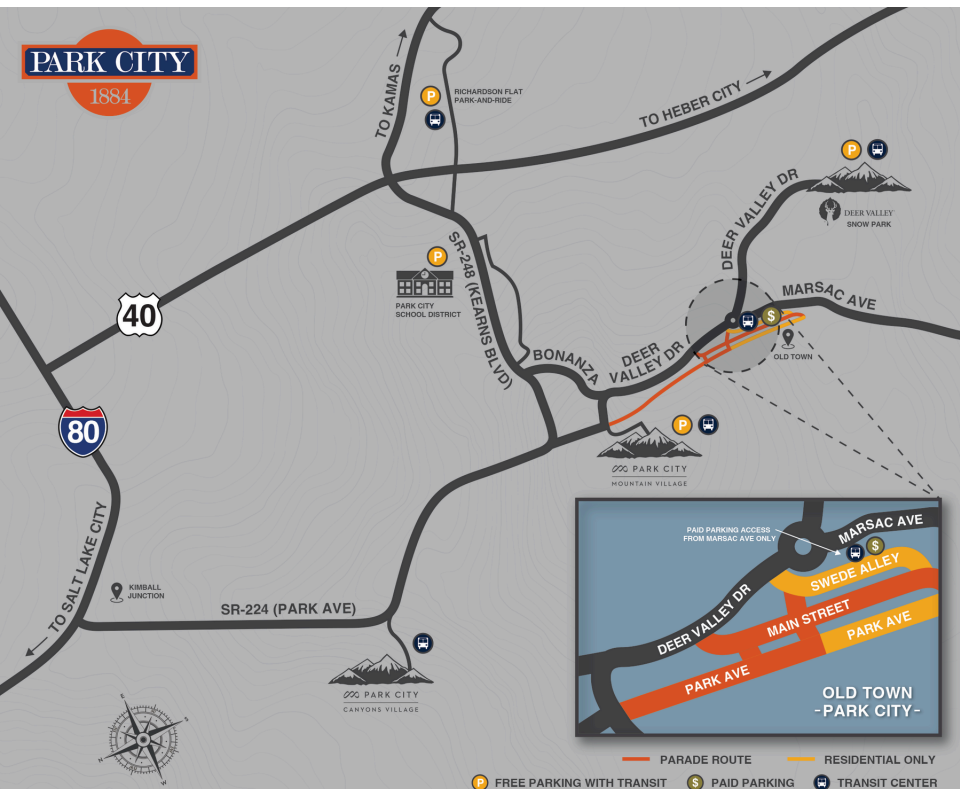 PARK CITY
1884
TO KAMAS
P
RICHARDSON FLAT
PARK-AND-RIDE
TO HEBER CITY
P
DEER VALLEY DR
DEER VALLEY
SNOW PARK
SR-248 (KEARNS BLVD)
P
PARK CITY
SCHOOL DISTRICT
MARSAC AVE
40
$
OLD TOWN
BONANZA
DEER
VALLEY DR
80
P
PARK CITY
MOUNTAIN VILLAGE
TO SALT LAKE CITY
KIMBALL
JUNCTION
SR-224 (PARK AVE)
PARK CITY
CANYONS VILLAGE
E
S
N
W
PAID PARKING ACCESS
FROM MARSAC AVE ONLY
MARSAC AVE
$
SWEDE ALLEY
DEER VALLEY DR
MAIN STREET
PARK AVE
PARK AVE
OLD TOWN
-PARK CITY-
PARADE ROUTE
RESIDENTIAL ONLY
P FREE PARKING WITH TRANSIT
$ PAID PARKING
TRANSIT CENTER